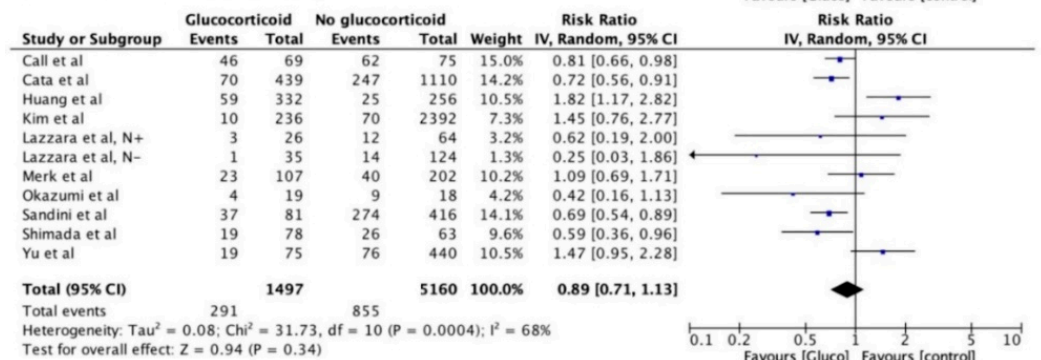 Glucocorticoid No glucocorticoid Risk Ratio Risk Ratio
Study or Subgroup Events Total Events Total Weight IV, Random, 95% CI IV, Random, 95% CI
Call et al 46 69 62 75 15.0% 0.81 [0.66, 0.98]
Cata et al 70 439 247 1110 14.2% 0.72 [0.56, 0.91]
Huang et al 59 332 25 256 10.5% 1.82 [1.17, 2.82]
Kim et al 10 236 70 2392 7.3% 1.45 [0.76, 2.77]
Lazzara et al, N+ 3 26 12 64 3.2% 0.62 [0.19, 2.00]
Lazzara et al, N– 1 35 14 124 1.3% 0.25 [0.03, 1.86]
Merk et al 23 107 40 202 10.2% 1.09 [0.69, 1.71]
Okazumi et al 4 19 9 18 4.2% 0.42 [0.16, 1.13]
Sandini et al 37 81 274 416 14.1% 0.69 [0.54, 0.89]
Shimada et al 19 78 26 63 9.6% 0.59 [0.36, 0.96]
Yu et al 19 75 76 440 10.5% 1.47 [0.95, 2.28]
Total (95% CI) 1497 5160 100.0% 0.89 [0.71, 1.13]
Total events 291 855
Heterogeneity: Tau² = 0.08; Chi² = 31.73, df = 10 (P = 0.0004); I² = 68%
Test for overall effect: Z = 0.94 (P = 0.34)
0.1 0.2 0.5 1 2 5 10
Favours [Gluco] Favours [control]